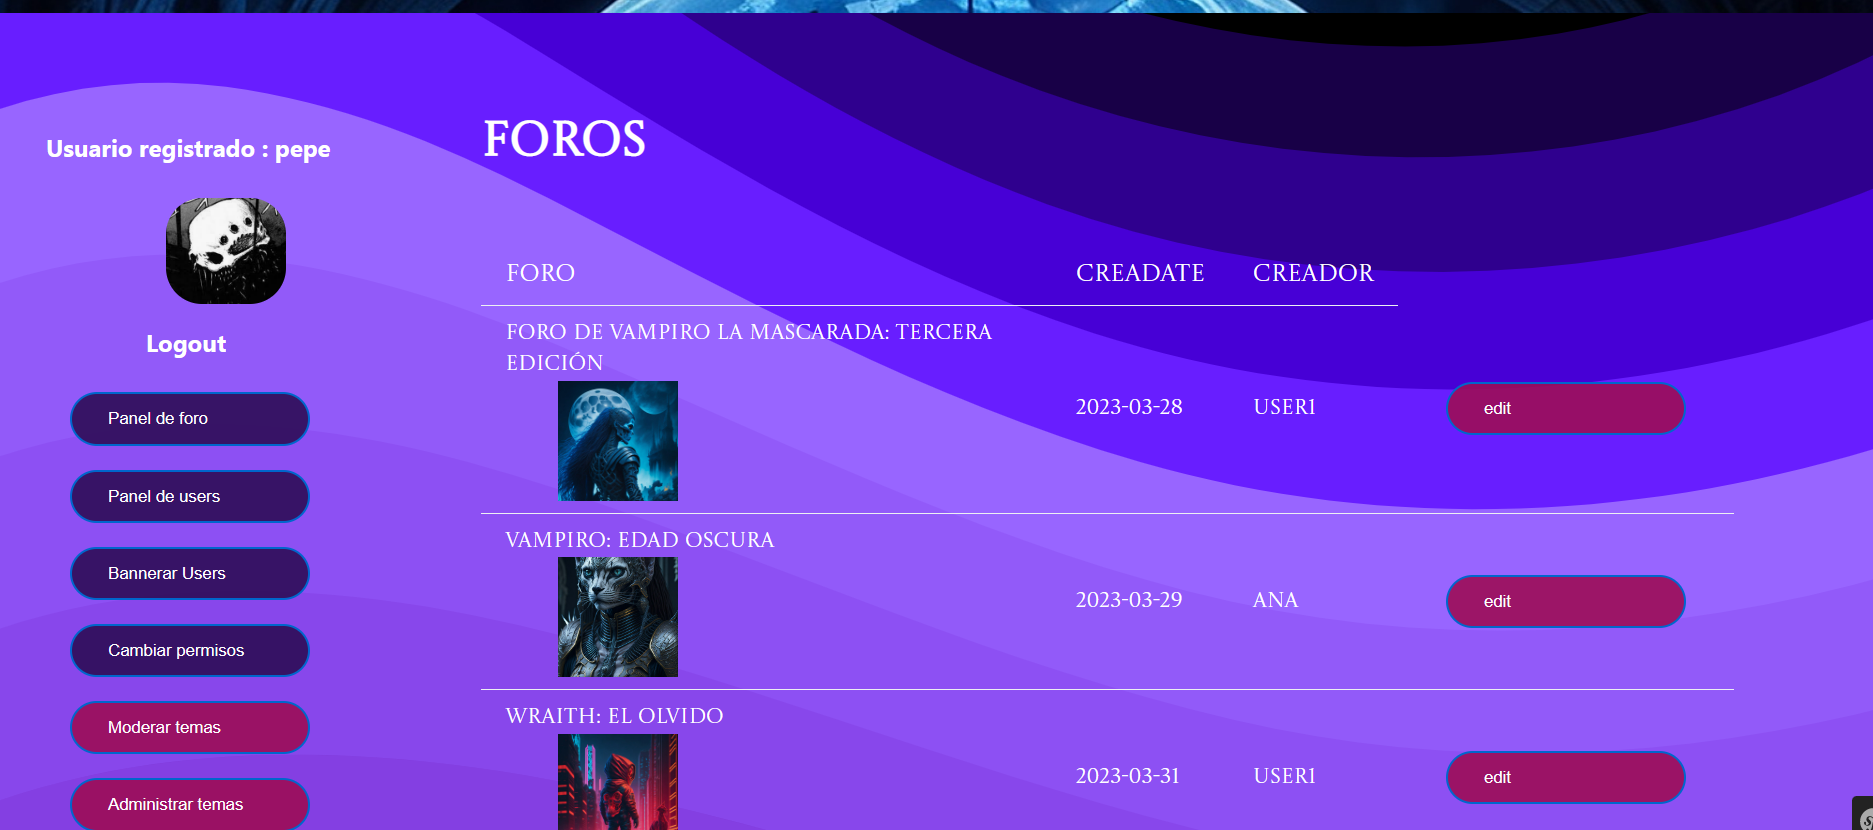 Usuario registrado : pepe
Logout
Panel de foro
Panel de users
Bannerar Users
Cambiar permisos
Moderar temas
Administrar temas
FOROS
FORO CREADATE CREADOR
FORO DE VAMPIRO LA MASCARADA: TERCERA
EDICIÓN
2023-03-28 USER1 edit
VAMPIRO: EDAD OSCURA
2023-03-29 ANA edit
WRAITH: EL OLVIDO
2023-03-31 USER1 edit